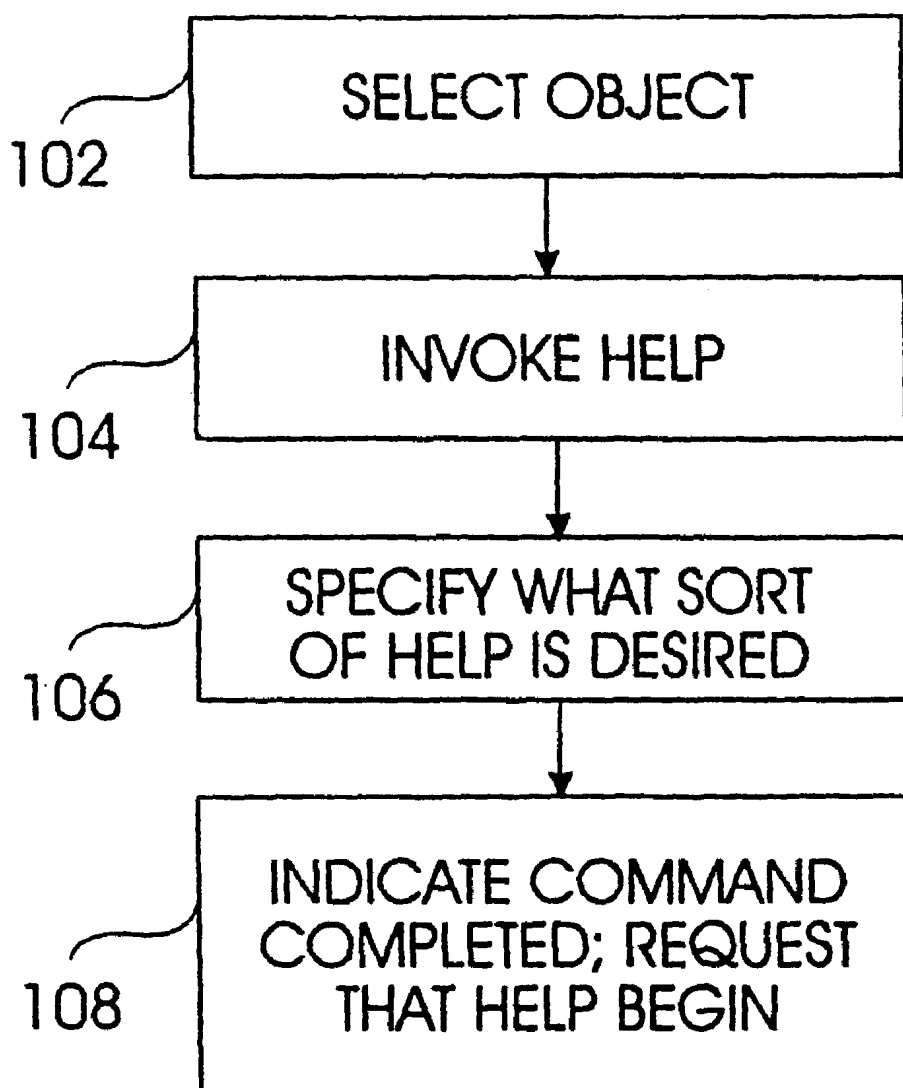 SELECT OBJECT
102
INVOKE HELP
104
SPECIFY WHAT SORT
OF HELP IS DESIRED
106
INDICATE COMMAND
COMPLETED; REQUEST
THAT HELP BEGIN
108